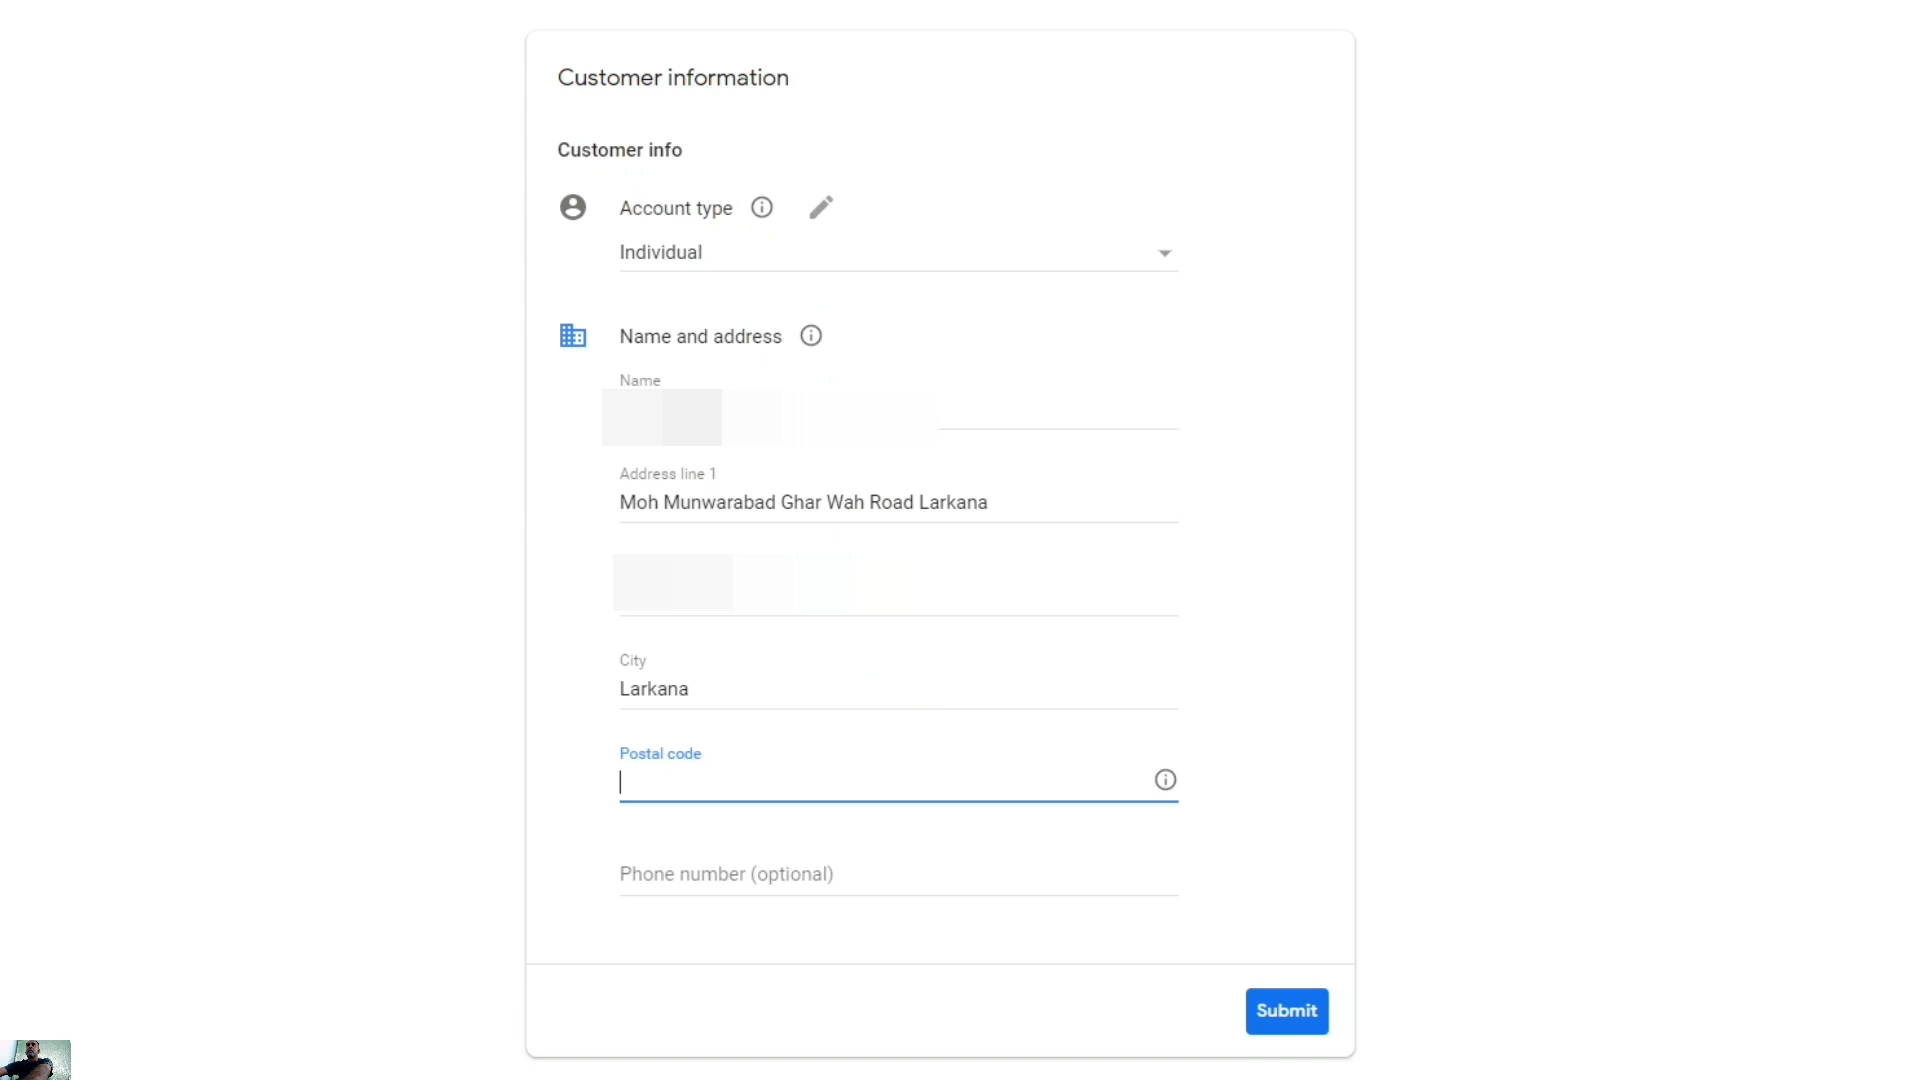 Customer information
Customer info
Account type
Individual
Name and address
Name
Address line 1
Moh Munwarabad Ghar Wah Road Larkana
City
Larkana
Postal code
Phone number (optional)
Submit